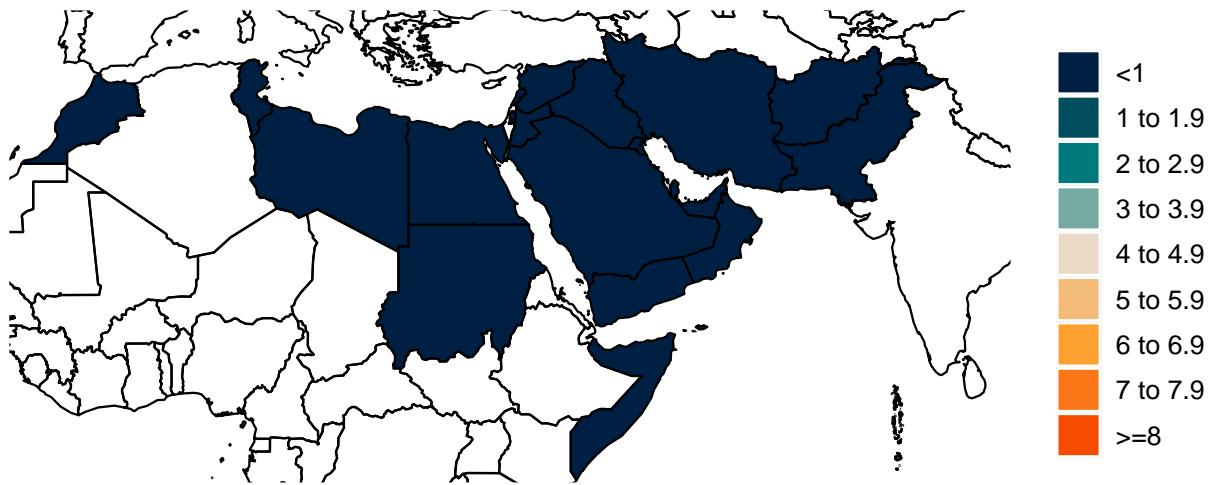 <1
1 to 1.9
2 to 2.9
3 to 3.9
4 to 4.9
5 to 5.9
6 to 6.9
7 to 7.9
>=8